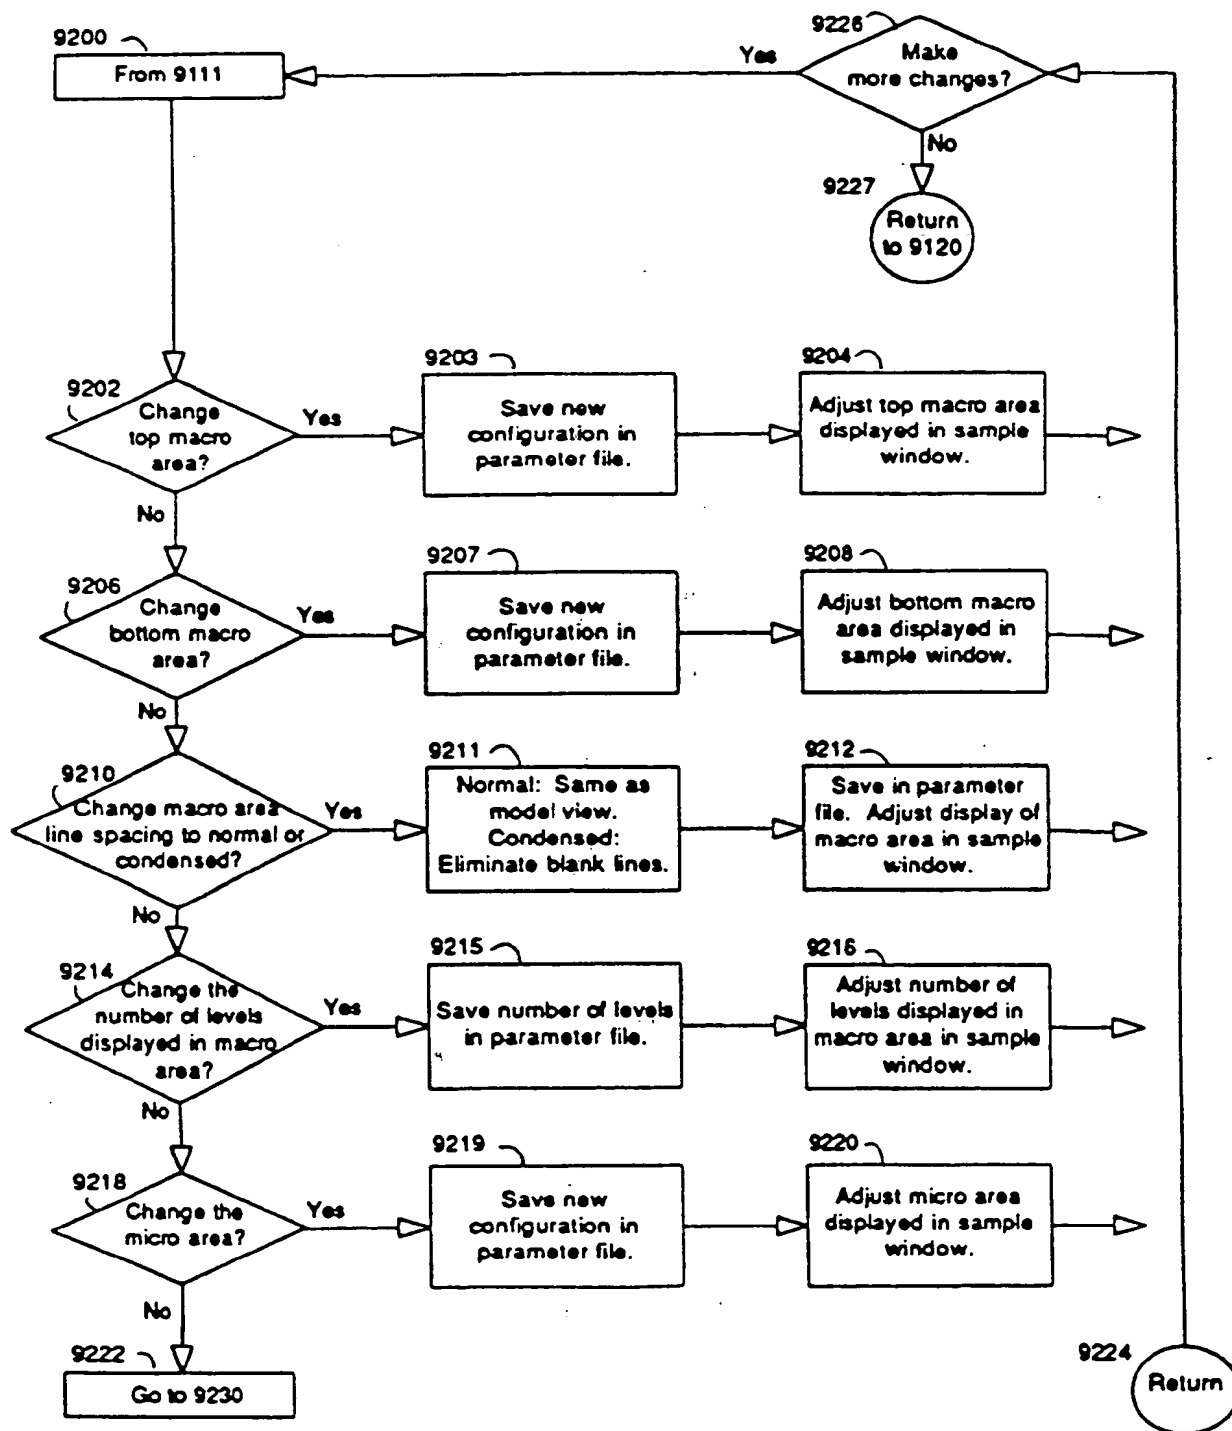 9200
From 9111
9226
Make
more changes?
Yes
No
9227
Return
to 9120
9202
Change
top macro
area?
Yes
No
9203
Save new
configuration in
parameter file.
9204
Adjust top macro area
displayed in sample
window.
9206
Change
bottom macro
area?
Yes
No
9207
Save new
configuration in
parameter file.
9208
Adjust bottom macro
area displayed in
sample window.
9210
Change macro area
line spacing to normal or
condensed?
Yes
No
9211
Normal: Same as
model view.
Condensed:
Eliminate blank lines.
9212
Save in parameter
file. Adjust display of
macro area in sample
window.
9214
Change the
number of levels
displayed in macro
area?
Yes
No
9215
Save number of levels
in parameter file.
9216
Adjust number of
levels displayed in
macro area in sample
window.
9218
Change the
micro area?
Yes
No
9219
Save new
configuration in
parameter file.
9220
Adjust micro area
displayed in sample
window.
9222
Go to 9230
9224
Return